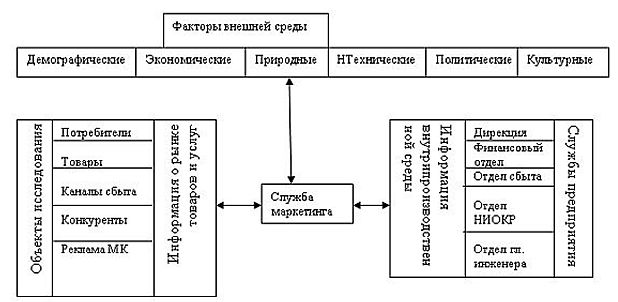 Факторы внешней среды
Демографические
Экономические
Природные
НТехнические
Политические
Культурные
Объекты исследования
Потребители
Товары
Каналы сбыта
Конкуренты
Реклама МК
Информация о рынке
товаров и услуг
Служба
маркетинга
Информация
внутрипроизводствен
ной среды
Дирекция
Финансовый
отдел
Отдел сбыта
Отдел
НИОКР
Отдел гл.
инженера
Службы предприятия